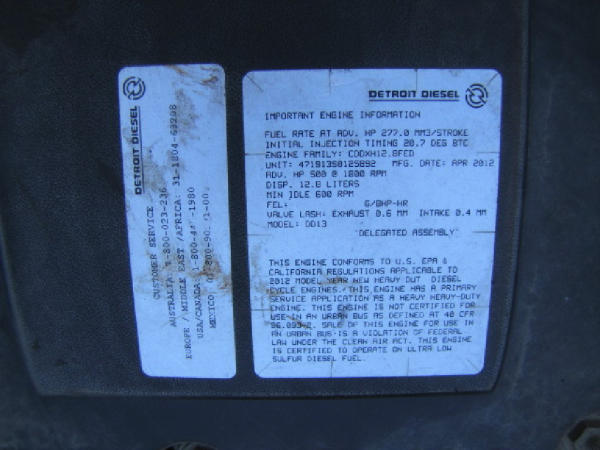 DETROIT DIESEL
CUSTOMER SERVICE
AUSTRALIA: 1-800-023-236
EUROPE /MIDDLE EAST /AFRICA: 31-1804-69298
USA/CANADA: 1-800-44 -1980
MEXICO: 1-00
DETROIT DIESEL
IMPORTANT ENGINE INFORMATION
FUEL RATE AT ADV. HP 277.0 MM3/STROKE
INITIAL INJECTION TIMING 20.7 DEG BTC
ENGINE FAMILY: CDDXH12.8FED
UNIT: 471913S0125892 MFG. DATE: APR 2012
ADV. HP 500 @ 1800 RPM
DISP. 12.8 LITERS
MIN IDLE 600 RPM
FEL: G/BHP-HR
VALVE LASH: EXHAUST 0.6 MM INTAKE 0.4 MM
MODEL: DD13
"DELEGATED ASSEMBLY"
THIS ENGINE CONFORMS TO U.S. EPA &
CALIFORNIA REGULATIONS APPLICABLE TO
2012 MODEL YEAR NEW HEAVY DUTY DIESEL
CYCLE ENGINES. THIS ENGINE HAS A PRIMARY
SERVICE APPLICATION AS A HEAVY HEAVY-DUTY
ENGINE. THIS ENGINE IS NOT CERTIFIED FOR
USE IN AN URBAN BUS AS DEFINED AT 40 CFR
86.093-2. SALE OF THIS ENGINE FOR USE IN
AN URBAN BUS IS A VIOLATION OF FEDERAL
LAW UNDER THE CLEAN AIR ACT. THIS ENGINE
IS CERTIFIED TO OPERATE ON ULTRA LOW
SULFUR DIESEL FUEL.